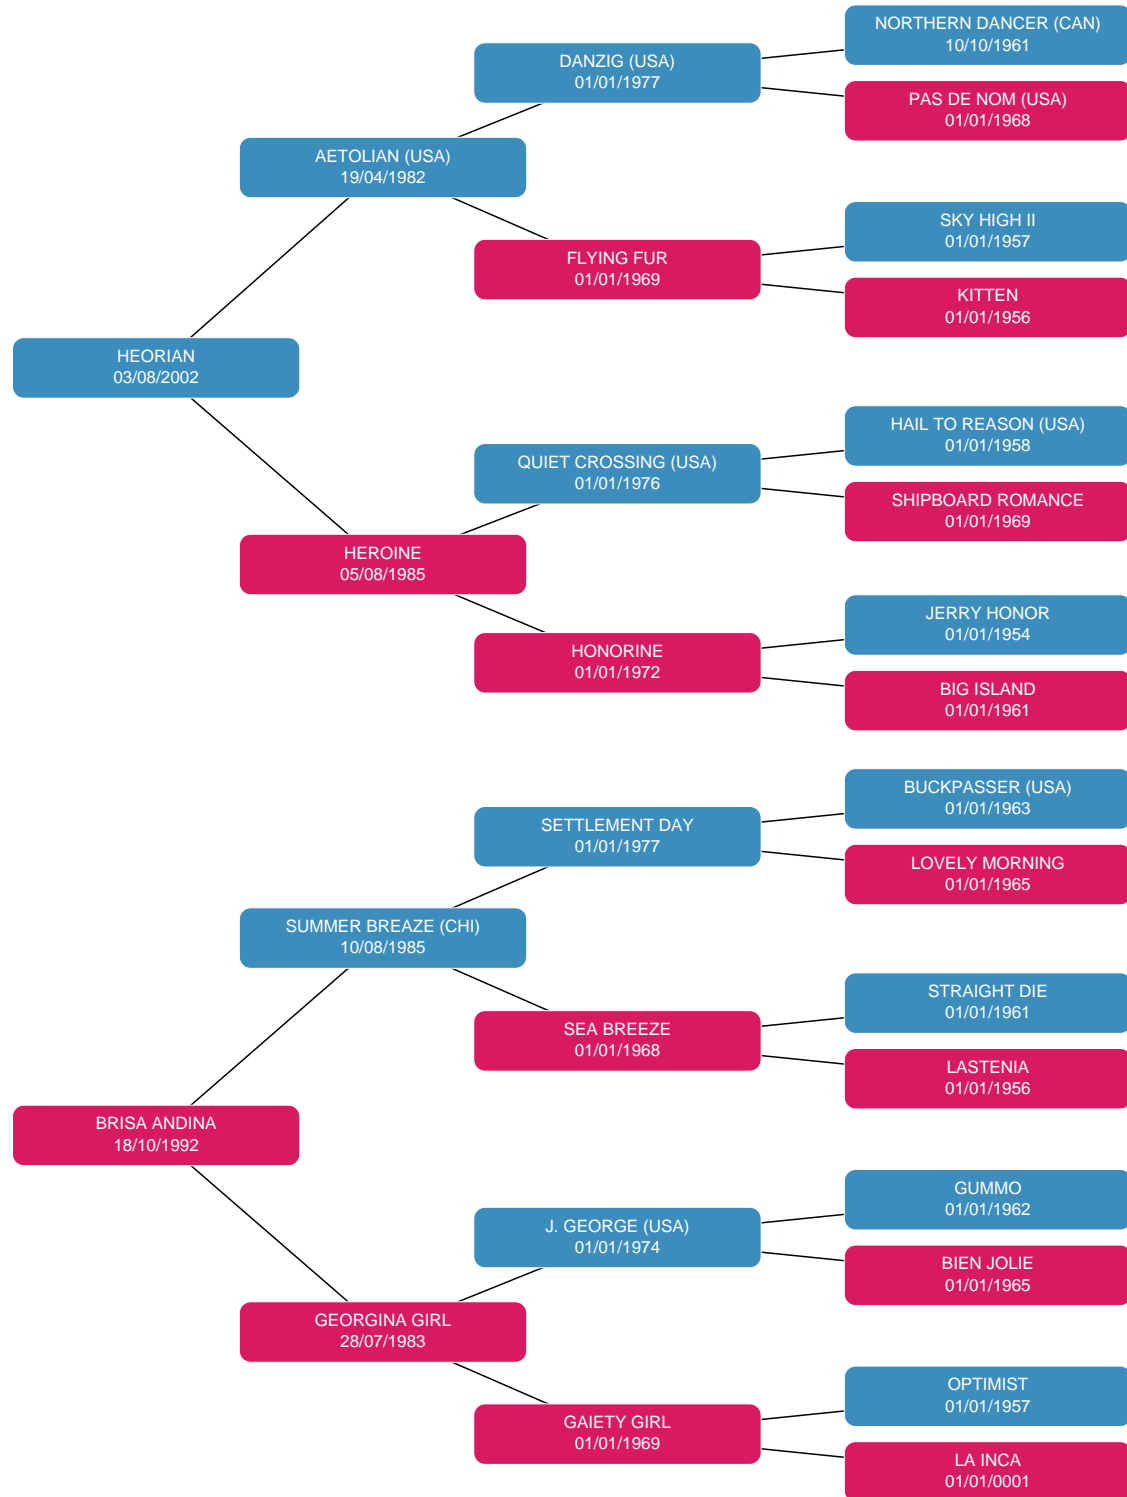 NORTHERN DANCER (CAN)
10/10/1961
DANZIG (USA)
01/01/1977
PAS DE NOM (USA)
01/01/1968
AETOLIAN (USA)
19/04/1982
SKY HIGH II
01/01/1957
FLYING FUR
01/01/1969
KITTEN
01/01/1956
HEORIAN
03/08/2002
HAIL TO REASON (USA)
01/01/1958
QUIET CROSSING (USA)
01/01/1976
SHIPBOARD ROMANCE
01/01/1969
HEROINE
05/08/1985
JERRY HONOR
01/01/1954
HONORINE
01/01/1972
BIG ISLAND
01/01/1961
BUCKPASSER (USA)
01/01/1963
SETTLEMENT DAY
01/01/1977
LOVELY MORNING
01/01/1965
SUMMER BREAZE (CHI)
10/08/1985
STRAIGHT DIE
01/01/1961
SEA BREEZE
01/01/1968
LASTENIA
01/01/1956
BRISA ANDINA
18/10/1992
GUMMO
01/01/1962
J. GEORGE (USA)
01/01/1974
BIEN JOLIE
01/01/1965
GEORGINA GIRL
28/07/1983
OPTIMIST
01/01/1957
GAIETY GIRL
01/01/1969
LA INCA
01/01/0001